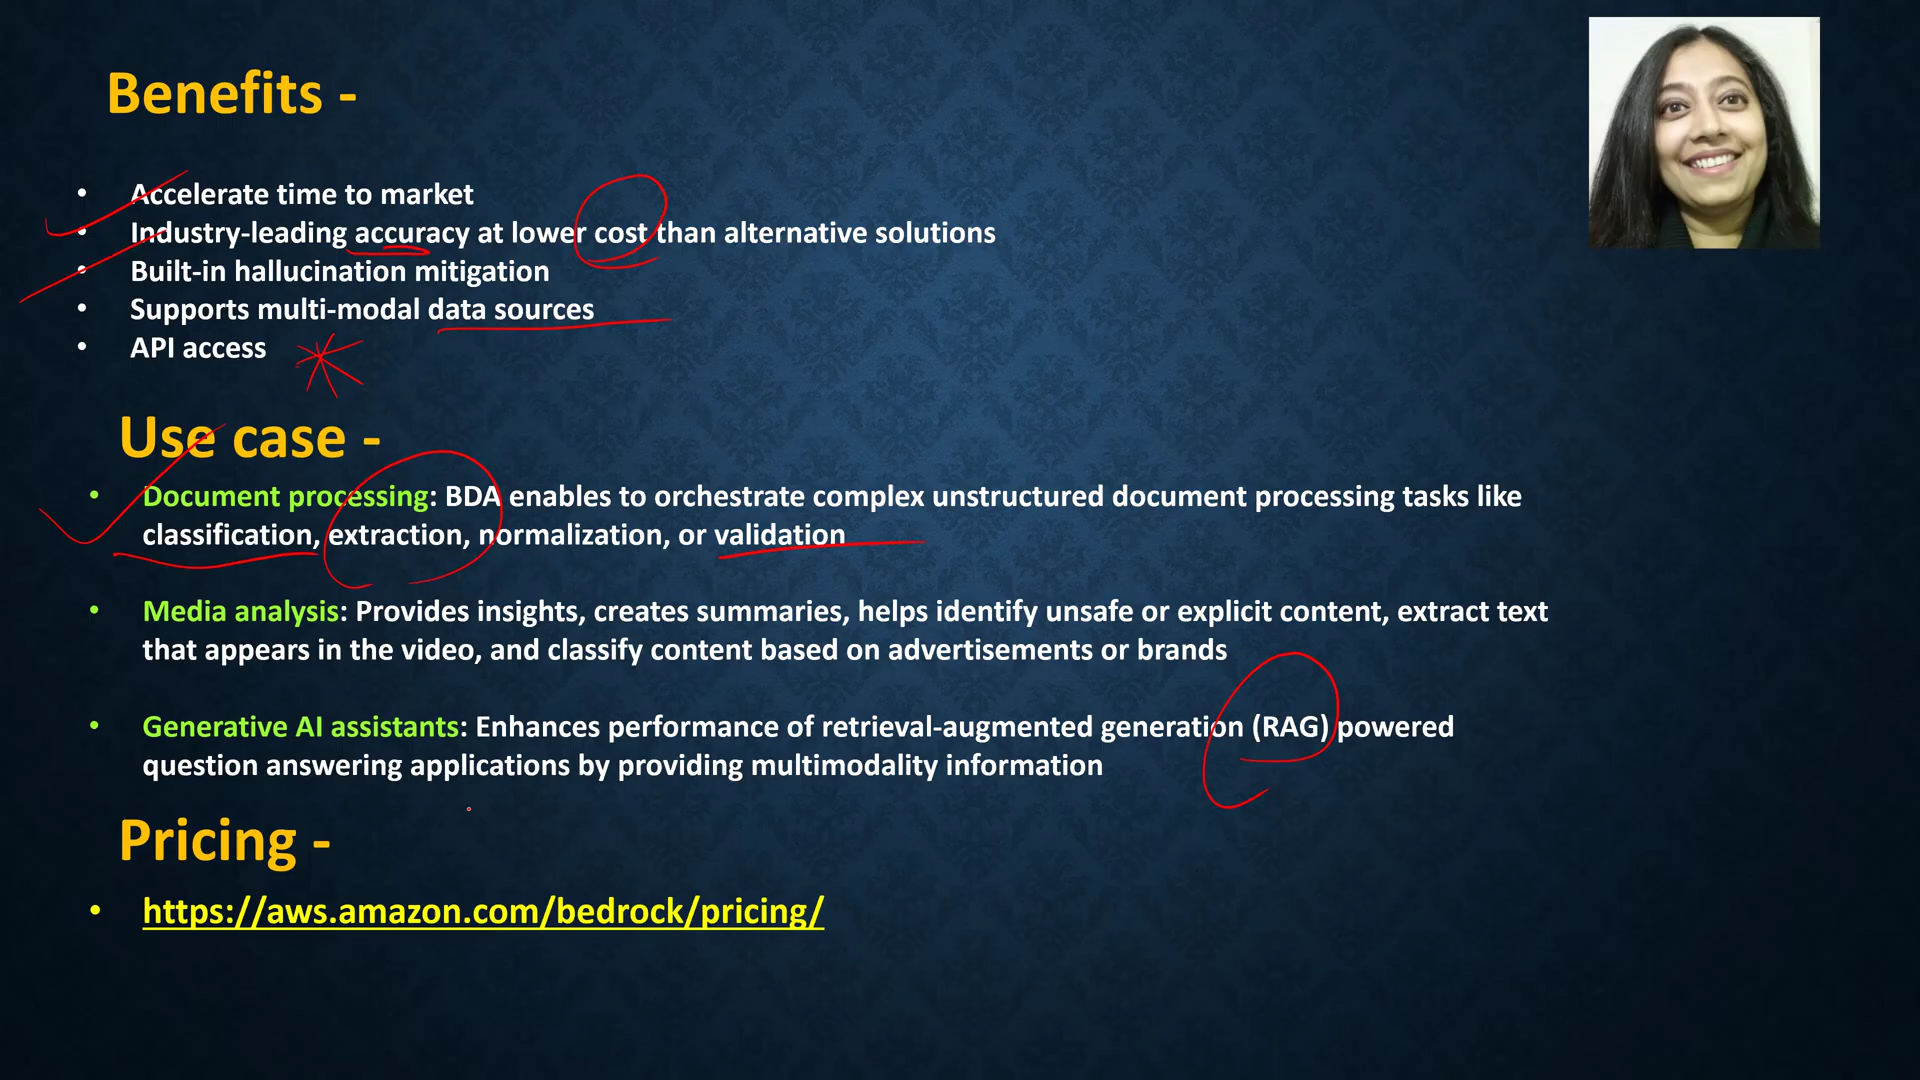 Benefits -
• Accelerate time to market
• Industry-leading accuracy at lower cost than alternative solutions
• Built-in hallucination mitigation
• Supports multi-modal data sources
• API access
Use case -
• Document processing: BDA enables to orchestrate complex unstructured document processing tasks like
classification, extraction, normalization, or validation
• Media analysis: Provides insights, creates summaries, helps identify unsafe or explicit content, extract text
that appears in the video, and classify content based on advertisements or brands
• Generative AI assistants: Enhances performance of retrieval-augmented generation (RAG) powered
question answering applications by providing multimodality information
Pricing -
• https://aws.amazon.com/bedrock/pricing/